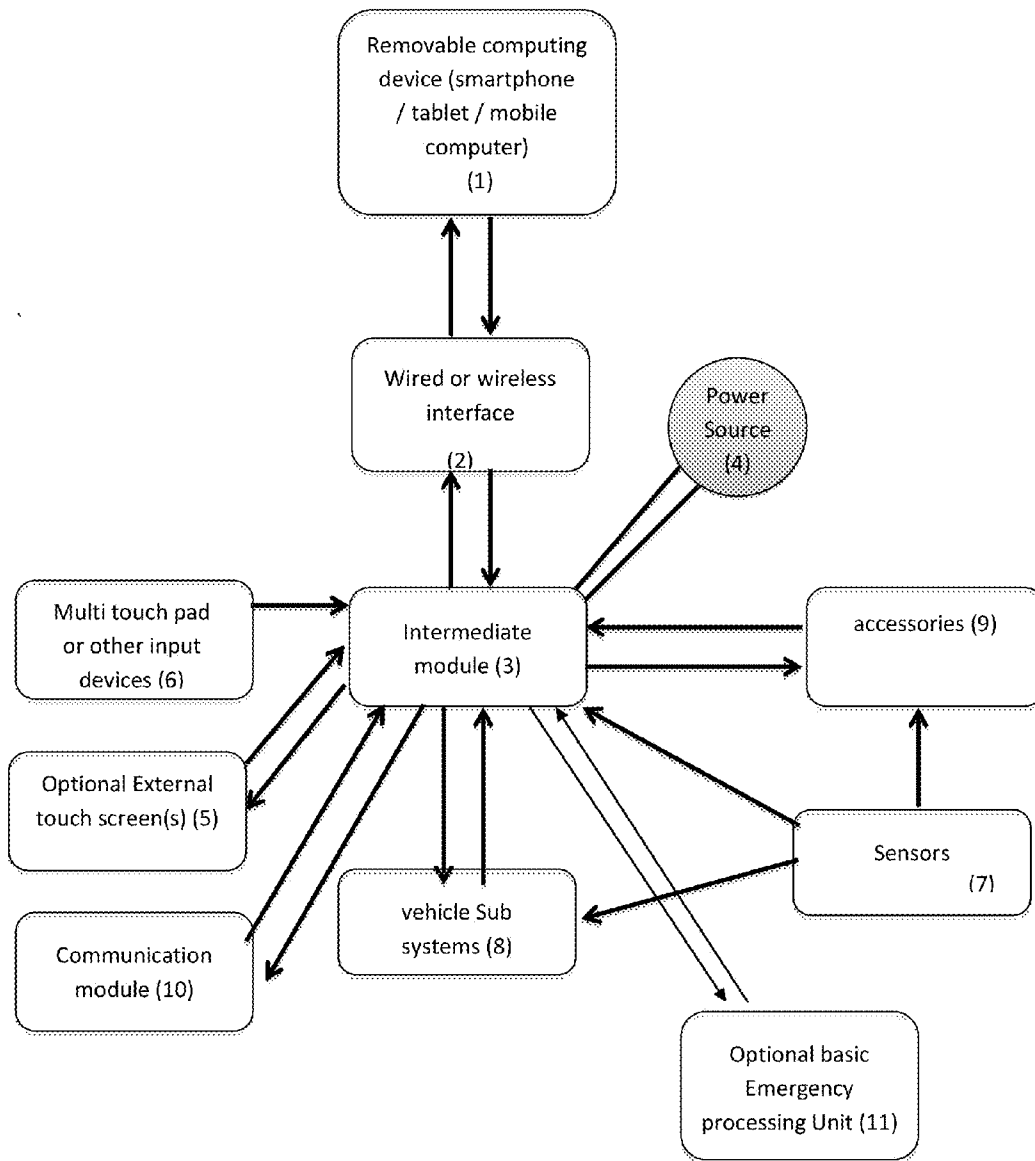 Removable computing
device (smartphone
/ tablet / mobile
computer)
(1)
Wired or wireless
interface
(2)
Power
Source
(4)
Multi touch pad
or other input
devices (6)
Intermediate
module (3)
accessories (9)
Optional External
touch screen(s) (5)
Sensors
(7)
vehicle Sub
systems (8)
Communication
module (10)
Optional basic
Emergency
processing Unit (11)